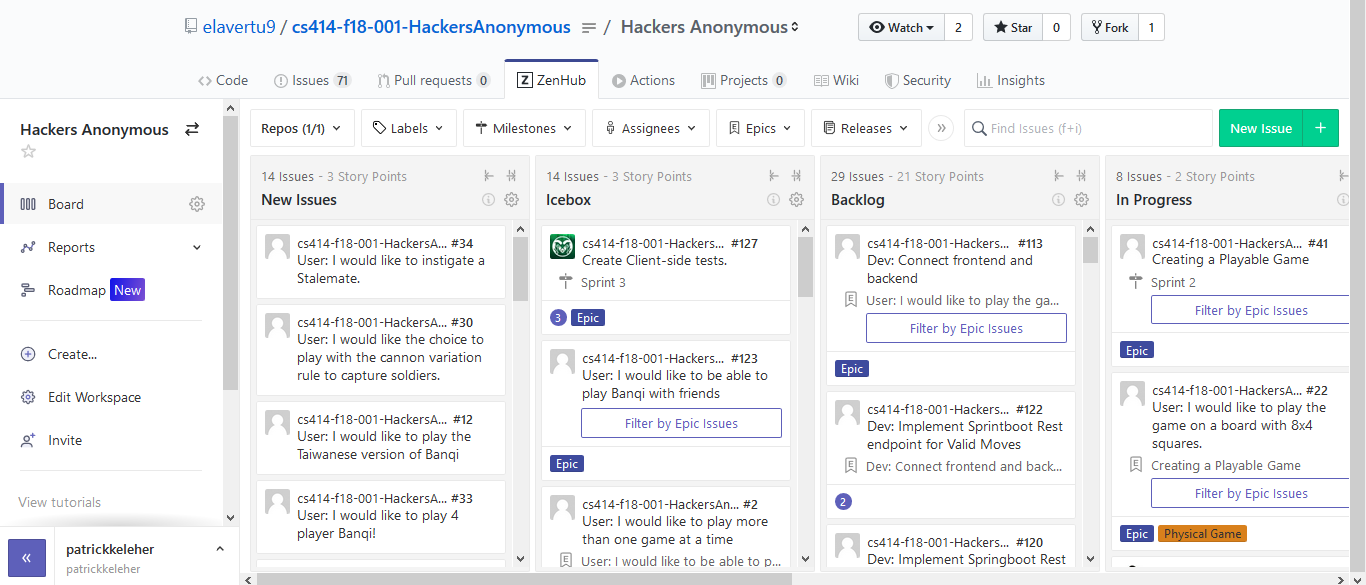 elavertu9 / cs414-f18-001-HackersAnonymous / Hackers Anonymous
Watch 2 Star 0 Fork 1
Code Issues 71 Pull requests 0 Z ZenHub Actions Projects 0 Wiki Security Insights
Hackers Anonymous
Board
Reports
Roadmap New
Create...
Edit Workspace
Invite
View tutorials
«
patrickkeleher
patrickkeleher
Repos (1/1) Labels Milestones Assignees Epics Releases » Find Issues (f+i) New Issue +
14 Issues - 3 Story Points
New Issues
cs414-f18-001-HackersA... #34
User: I would like to instigate a
Stalemate.
cs414-f18-001-HackersA... #30
User: I would like the choice to
play with the cannon variation
rule to capture soldiers.
cs414-f18-001-HackersA... #12
User: I would like to play the
Taiwanese version of Banqi
cs414-f18-001-HackersA... #33
User: I would like to play 4
player Banqi!
14 Issues - 3 Story Points
Icebox
cs414-f18-001-Hackers... #127
Create Client-side tests.
Sprint 3
3 Epic
cs414-f18-001-Hackers... #123
User: I would like to be able to
play Banqi with friends
Filter by Epic Issues
Epic
cs414-f18-001-HackersAn... #2
User: I would like to play more
than one game at a time
User: I would like to be able to p...
29 Issues - 21 Story Points
Backlog
cs414-f18-001-Hackers... #113
Dev: Connect frontend and
backend
User: I would like to play the ga...
Filter by Epic Issues
Epic
cs414-f18-001-Hackers... #122
Dev: Implement Sprintboot Rest
endpoint for Valid Moves
Dev: Connect frontend and back...
2
cs414-f18-001-Hackers... #120
Dev: Implement Springboot Rest
8 Issues - 2 Story Points
In Progress
cs414-f18-001-HackersA... #41
Creating a Playable Game
Sprint 2
Filter by Epic Issues
Epic
cs414-f18-001-HackersA... #22
User: I would like to play the
game on a board with 8x4
squares.
Creating a Playable Game
Filter by Epic Issues
Epic Physical Game